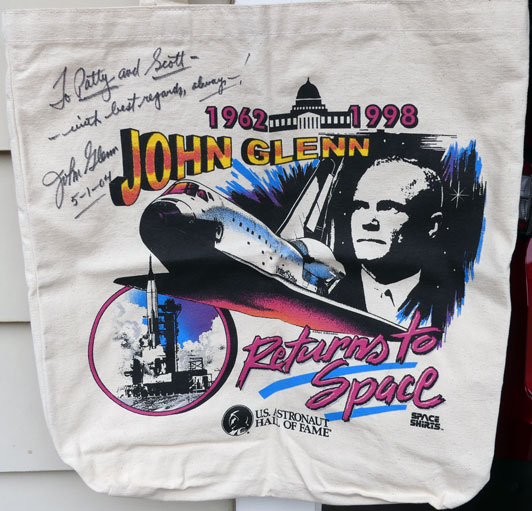 To Patty and Scott -
- with best regards, always - !
John Glenn
5-1-04
1962 1998
JOHN GLENN
Returns to
Space
U.S. ASTRONAUT
HALL OF FAME
SPACE
SHIRTS